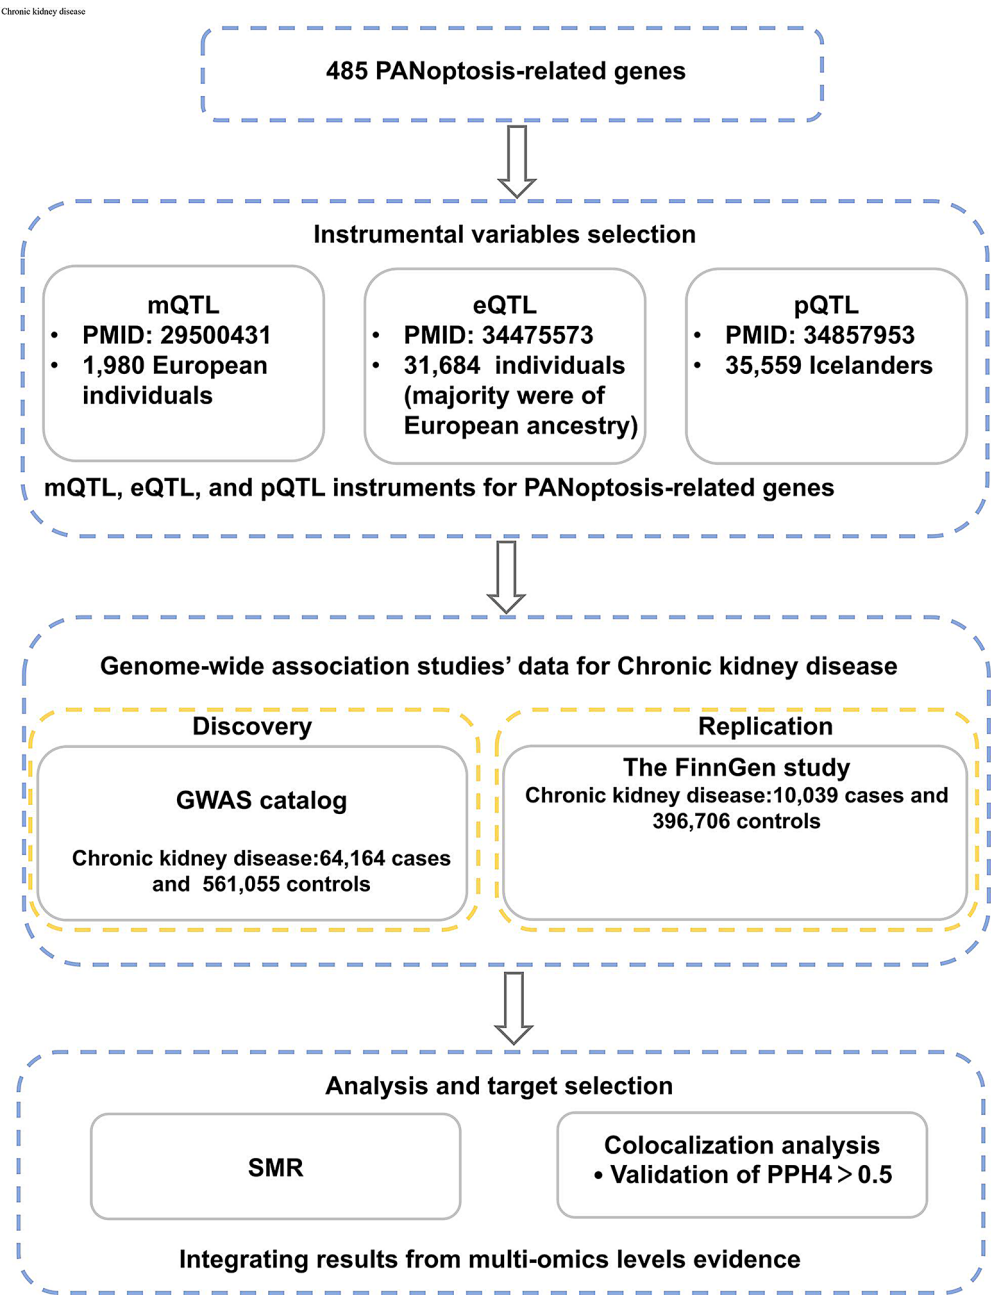 Chronic kidney disease
485 PANoptosis-related genes
Instrumental variables selection
mQTL
• PMID: 29500431
• 1,980 European
individuals
eQTL
• PMID: 34475573
• 31,684 individuals
(majority were of
European ancestry)
pQTL
• PMID: 34857953
• 35,559 Icelanders
mQTL, eQTL, and pQTL instruments for PANoptosis-related genes
Genome-wide association studies’ data for Chronic kidney disease
Discovery
GWAS catalog
Chronic kidney disease:64,164 cases
and 561,055 controls
Replication
The FinnGen study
Chronic kidney disease:10,039 cases and
396,706 controls
Analysis and target selection
SMR
Colocalization analysis
• Validation of PPH4＞0.5
Integrating results from multi-omics levels evidence